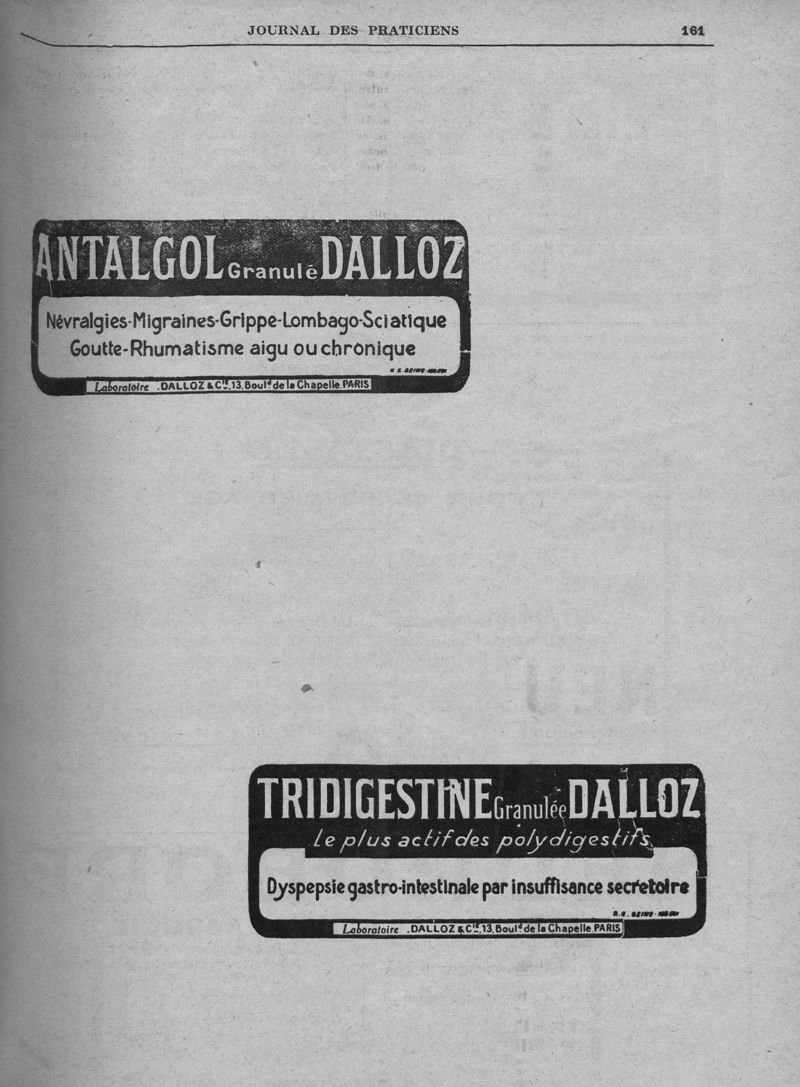 JOURNAL DES PRATICIENS 161
ANTALGOL Granulé DALLOZ
Névralgies-Migraines-Grippe-Lombago-Sciatique
Goutte-Rhumatisme aigu ou chronique
Laboratoire .DALLOZ & Cie, 13, Bould de la Chapelle, PARIS
TRIDIGESTINE Granulée DALLOZ
Le plus actif des polydigestifs
Dyspepsie gastro-intestinale par insuffisance secretoire
Laboratoire .DALLOZ & Cie, 13, Bould de la Chapelle, PARIS